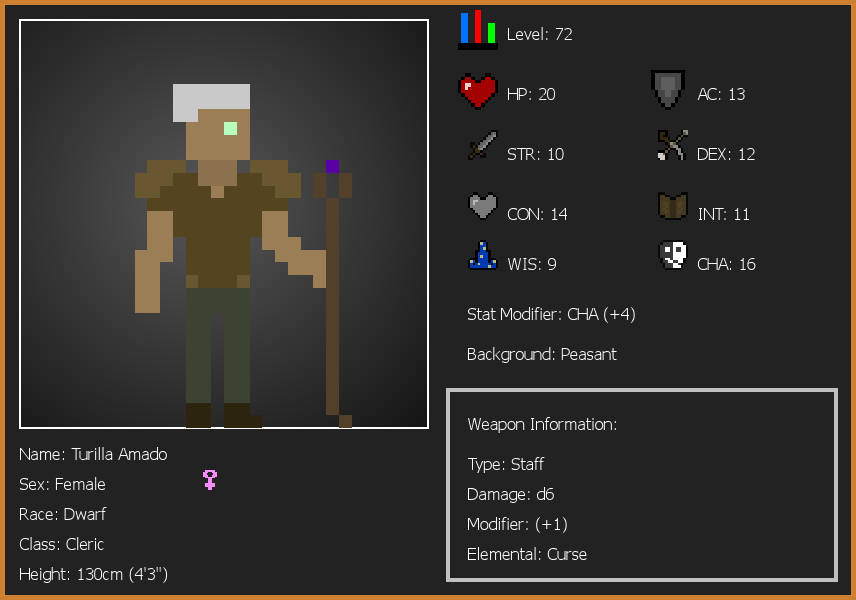 Level: 72
HP: 20
AC: 13
STR: 10
DEX: 12
CON: 14
INT: 11
WIS: 9
CHA: 16
Stat Modifier: CHA (+4)
Background: Peasant
Weapon Information:
Type: Staff
Damage: d6
Modifier: (+1)
Elemental: Curse
Name: Turilla Amado
Sex: Female
Race: Dwarf
Class: Cleric
Height: 130cm (4'3")